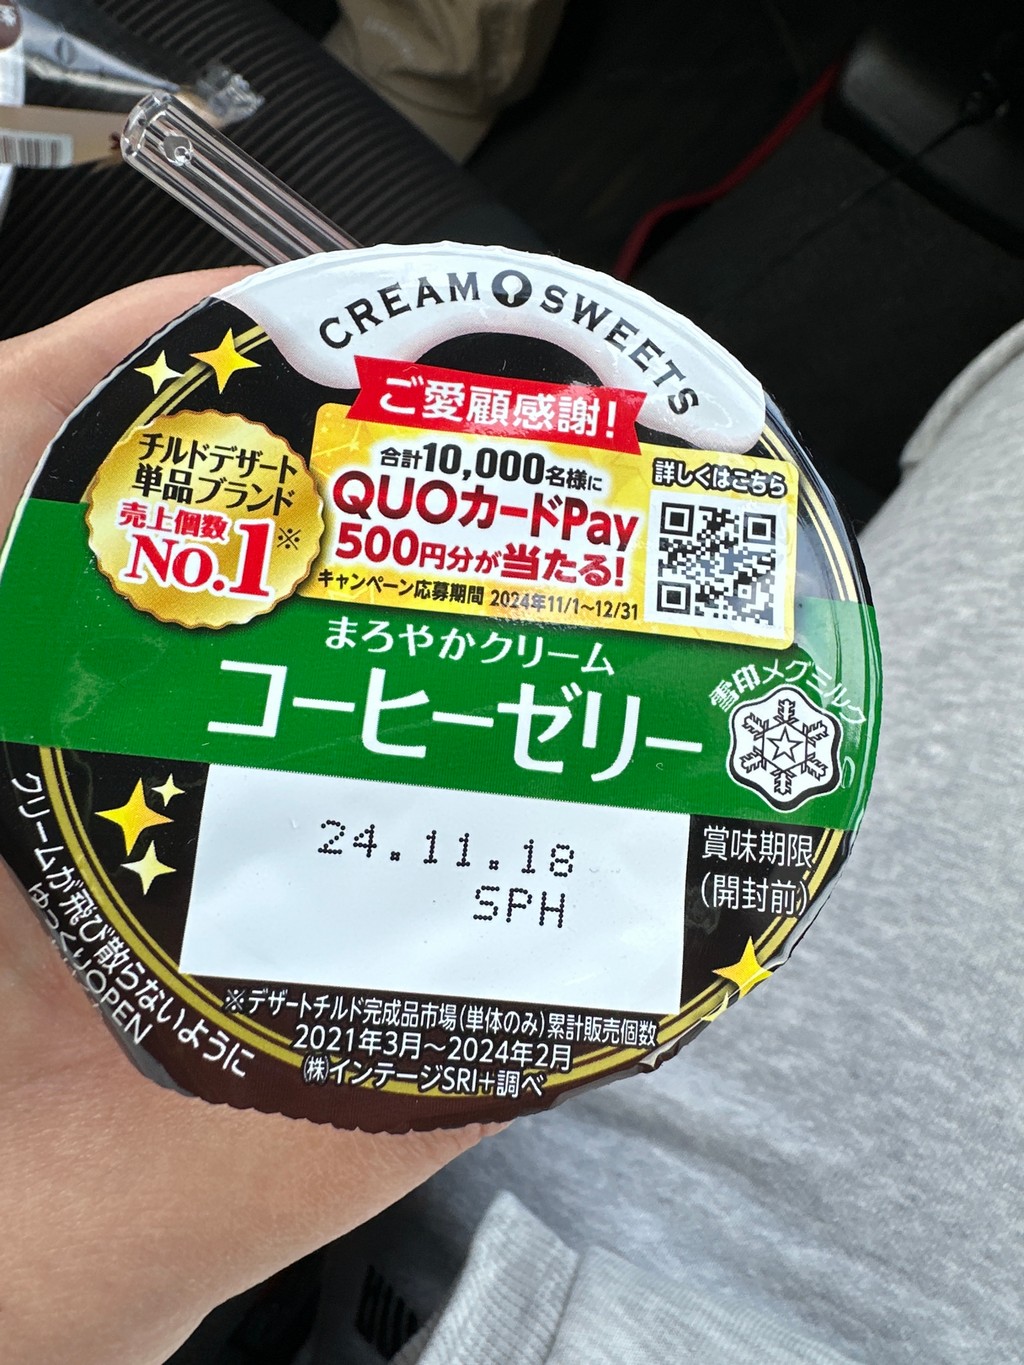 CREAM SWEETS
ご愛顧感謝!
チルドデザート
単品ブランド
売上個数
No.1※
合計10,000名様に
QUOカードPay
500円分が当たる!
キャンペーン応募期間 2024年11/1～12/31
詳しくはこちら
まろやかクリーム
コーヒーゼリー
雪印メグミルク
24.11.18
SPH
賞味期限
(開封前)
クリームが飛び散らないように
ゆっくりOPEN
※デザートチルド完成品市場(単体のみ)累計販売個数
2021年3月～2024年2月
㈱インテージSRI+調べ